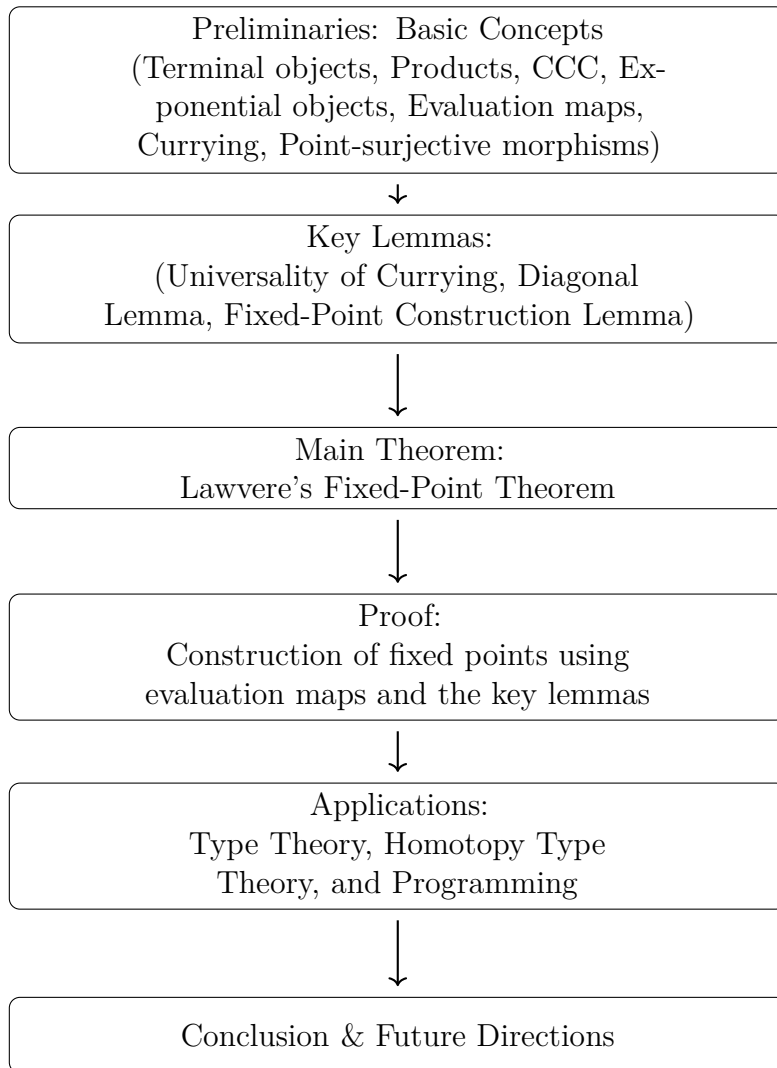 Preliminaries: Basic Concepts
(Terminal objects, Products, CCC, Ex-
ponential objects, Evaluation maps,
Currying, Point-surjective morphisms)
Key Lemmas:
(Universality of Currying, Diagonal
Lemma, Fixed-Point Construction Lemma)
Main Theorem:
Lawvere's Fixed-Point Theorem
Proof:
Construction of fixed points using
evaluation maps and the key lemmas
Applications:
Type Theory, Homotopy Type
Theory, and Programming
Conclusion & Future Directions